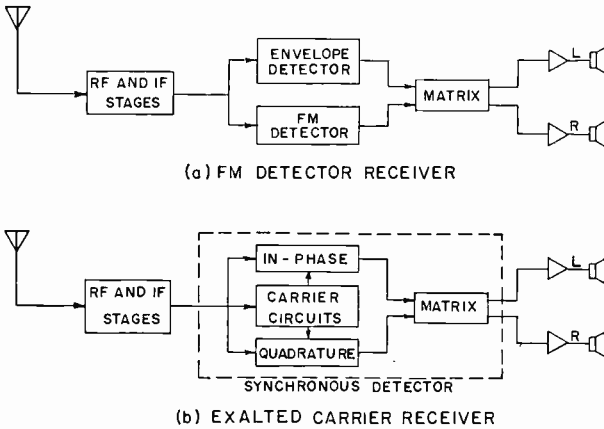 ENVELOPE
DETECTOR
RF AND IF
STAGES
MATRIX
L
R
FM
DETECTOR
(a) FM DETECTOR RECEIVER
IN-PHASE
RF AND IF
STAGES
CARRIER
CIRCUITS
MATRIX
L
R
QUADRATURE
SYNCHRONOUS DETECTOR
(b) EXALTED CARRIER RECEIVER